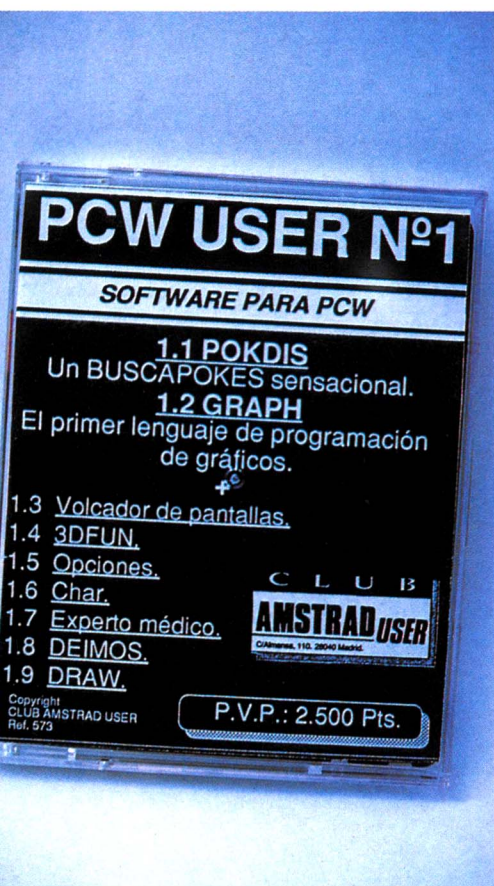 PCW USER Nº1
SOFTWARE PARA PCW
1.1 POKDIS
Un BUSCAPOKES sensacional.
1.2 GRAPH
El primer lenguaje de programación
de gráficos.
+
1.3 Volcador de pantallas.
1.4 3DFUN.
1.5 Opciones.
1.6 Char.
1.7 Experto médico.
1.8 DEIMOS.
1.9 DRAW.
CLUB
AMSTRAD USER
C/Almansa, 110. 28040 Madrid.
Copyright
CLUB AMSTRAD USER
Ref. 573
P.V.P.: 2.500 Pts.